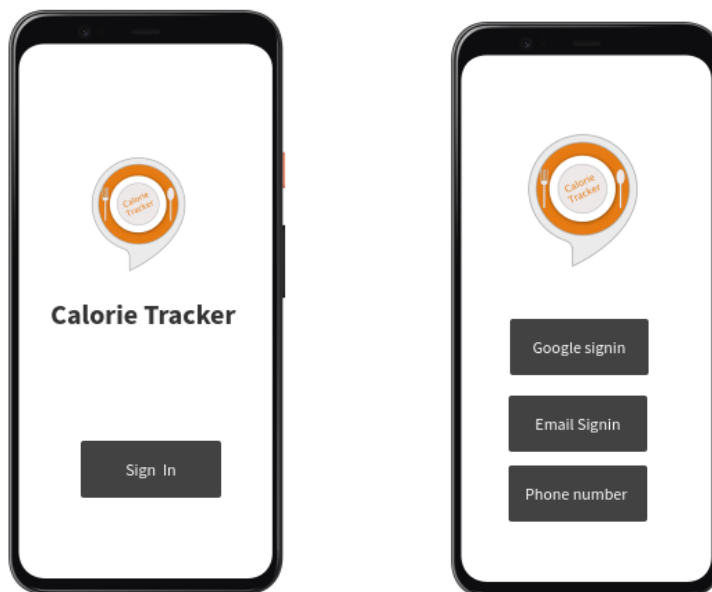 Calorie
Tracker
Calorie Tracker
Sign In
Calorie
Tracker
Google signin
Email Signin
Phone number